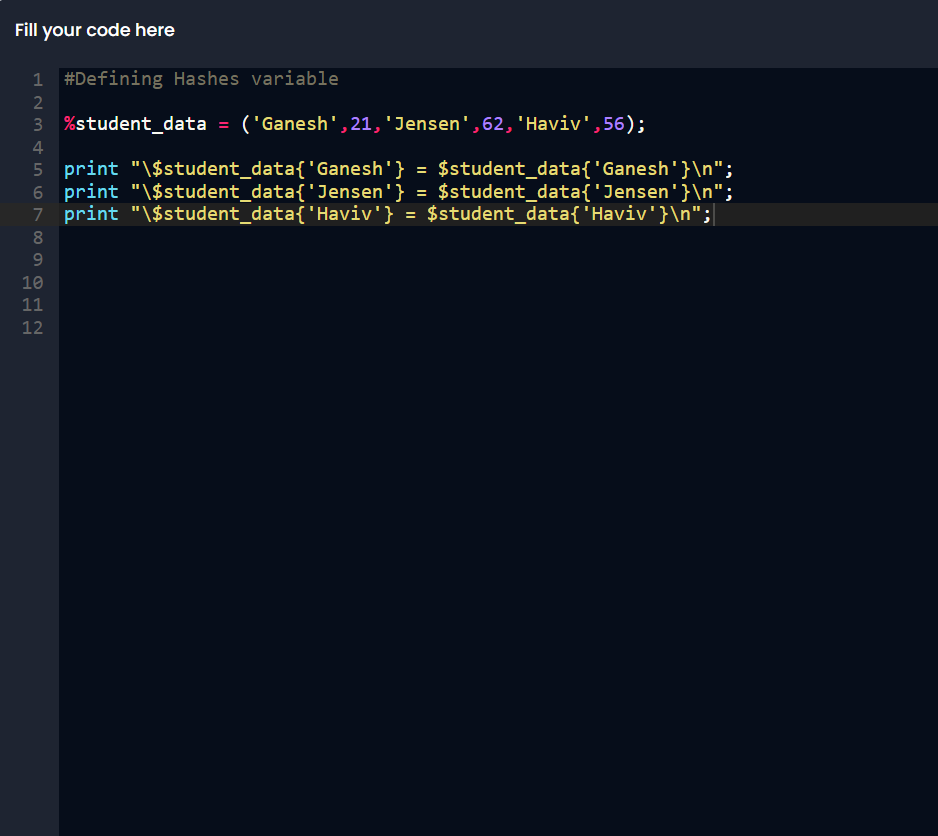 Fill your code here
1 #Defining Hashes variable
2
3 %student_data = ('Ganesh',21,'Jensen',62,'Haviv',56);
4
5 print "\$student_data{'Ganesh'} = $student_data{'Ganesh'}\n";
6 print "\$student_data{'Jensen'} = $student_data{'Jensen'}\n";
7 print "\$student_data{'Haviv'} = $student_data{'Haviv'}\n";
8
9
10
11
12